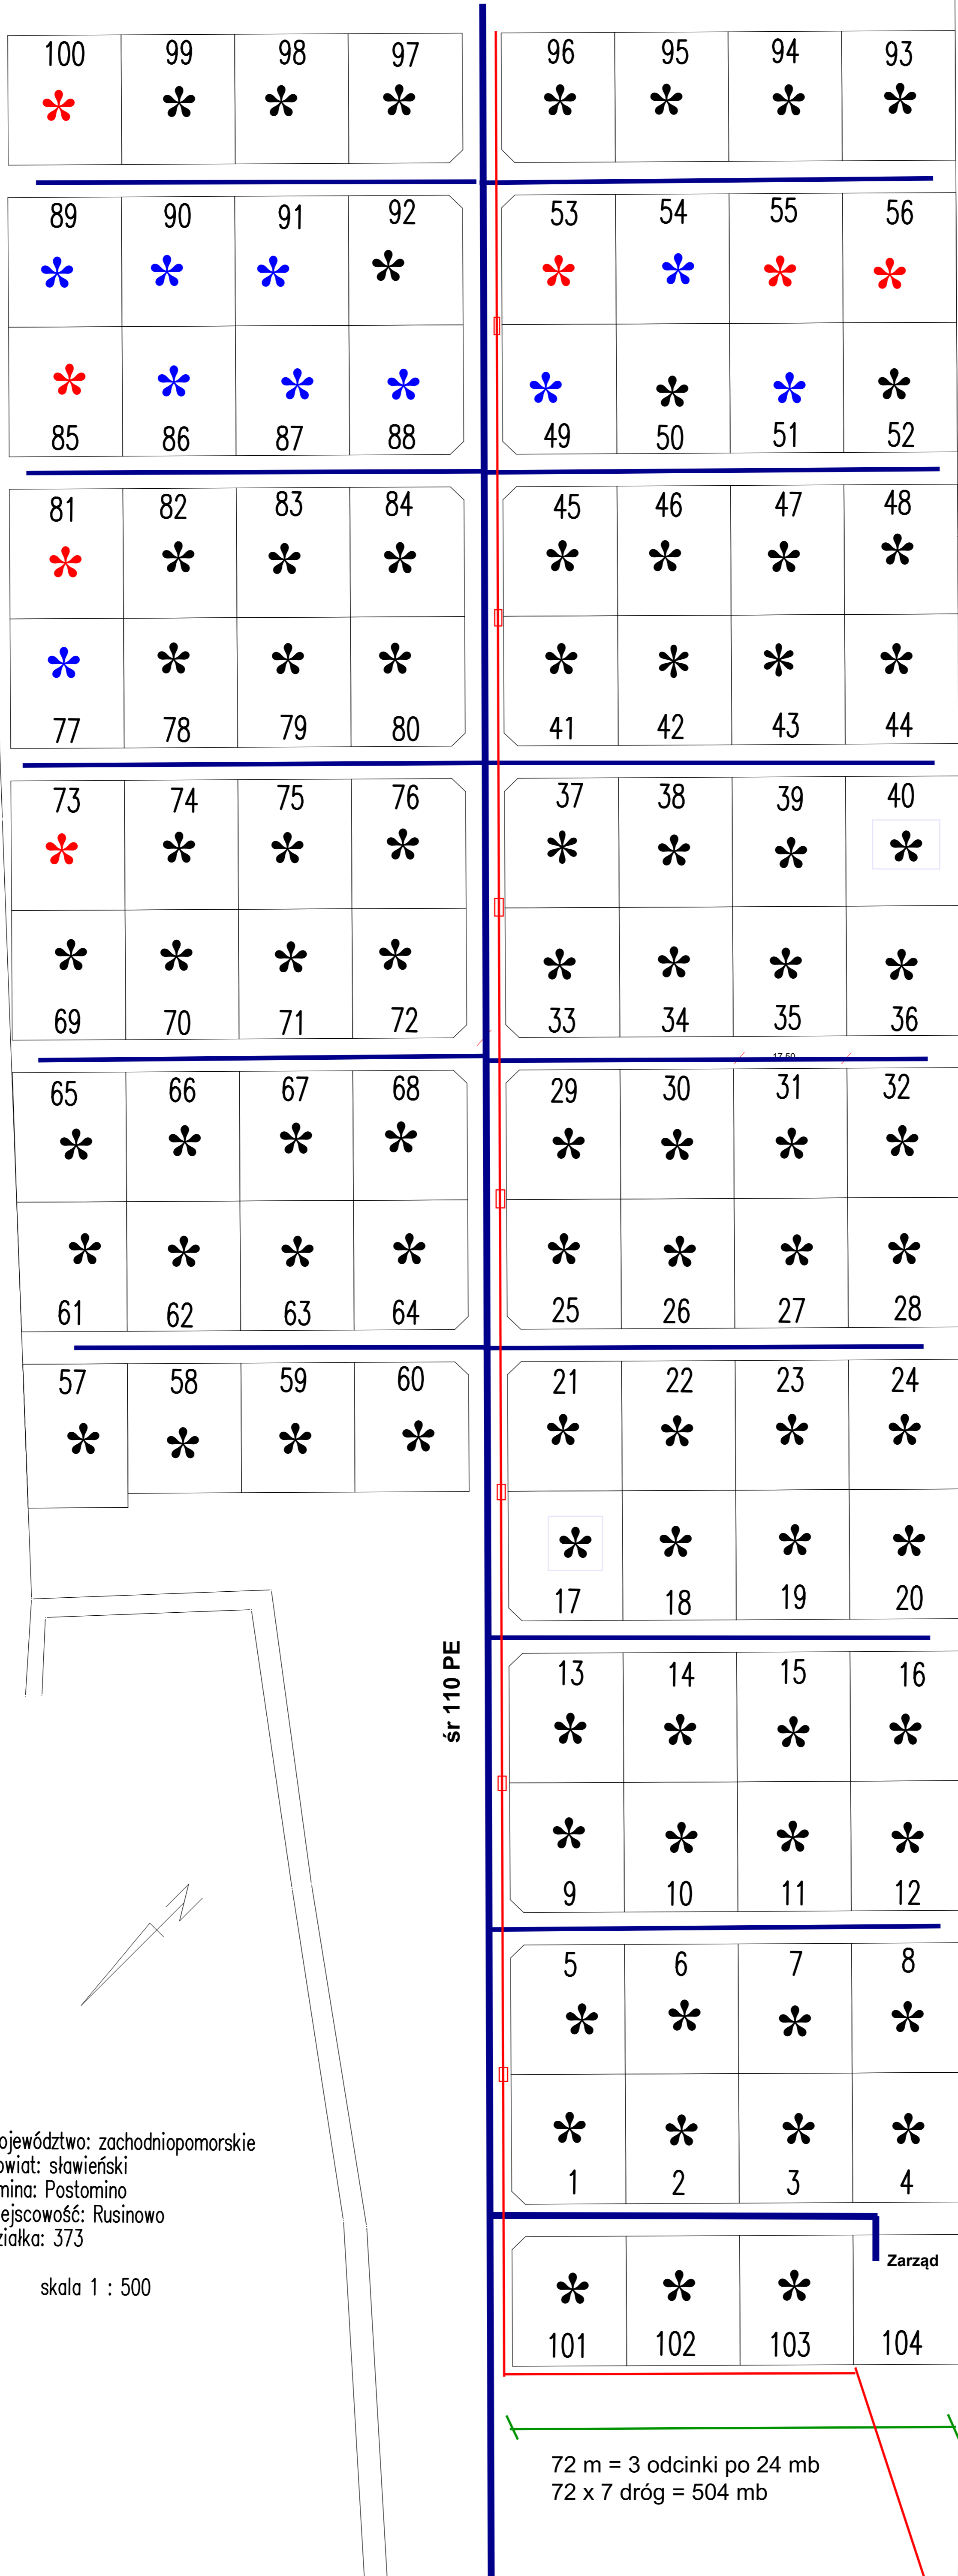 100 99 98 97 96 95 94 93
* * * * * * * *
89 90 91 92 53 54 55 56
* * * * * * * *
* * * * * * * *
85 86 87 88 49 50 51 52
81 82 83 84 45 46 47 48
* * * * * * * *
* * * * * * * *
77 78 79 80 41 42 43 44
73 74 75 76 37 38 39 40
* * * * * * * *
* * * * * * * *
69 70 71 72 33 34 35 36
17.50
65 66 67 68 29 30 31 32
* * * * * * * *
* * * * * * * *
61 62 63 64 25 26 27 28
57 58 59 60 21 22 23 24
* * * * * * * *
* * * *
17 18 19 20
śr 110 PE
13 14 15 16
* * * *
* * * *
9 10 11 12
5 6 7 8
* * * *
* * * *
1 2 3 4
ojewództwo: zachodniopomorskie
owiat: sławieński
mina: Postomino
ejscowość: Rusinowo
ziałka: 373
skala 1 : 500
Zarząd
* * *
101 102 103 104
72 m = 3 odcinki po 24 mb
72 x 7 dróg = 504 mb